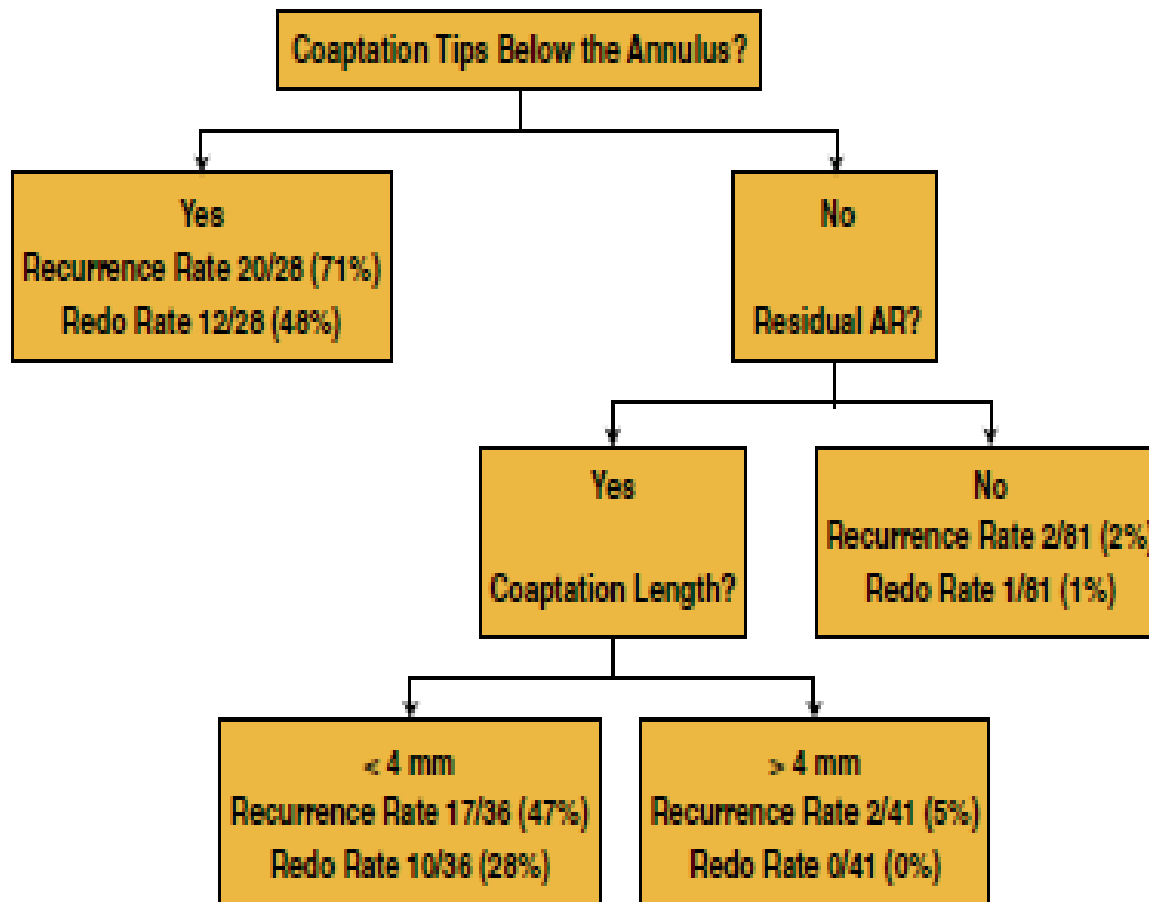 Coaptation Tips Below the Annulus?
Yes
Recurrence Rate 20/28 (71%)
Redo Rate 12/28 (48%)
No
Residual AR?
Yes
Coaptation Length?
No
Recurrence Rate 2/81 (2%)
Redo Rate 1/81 (1%)
< 4 mm
Recurrence Rate 17/36 (47%)
Redo Rate 10/36 (28%)
> 4 mm
Recurrence Rate 2/41 (5%)
Redo Rate 0/41 (0%)